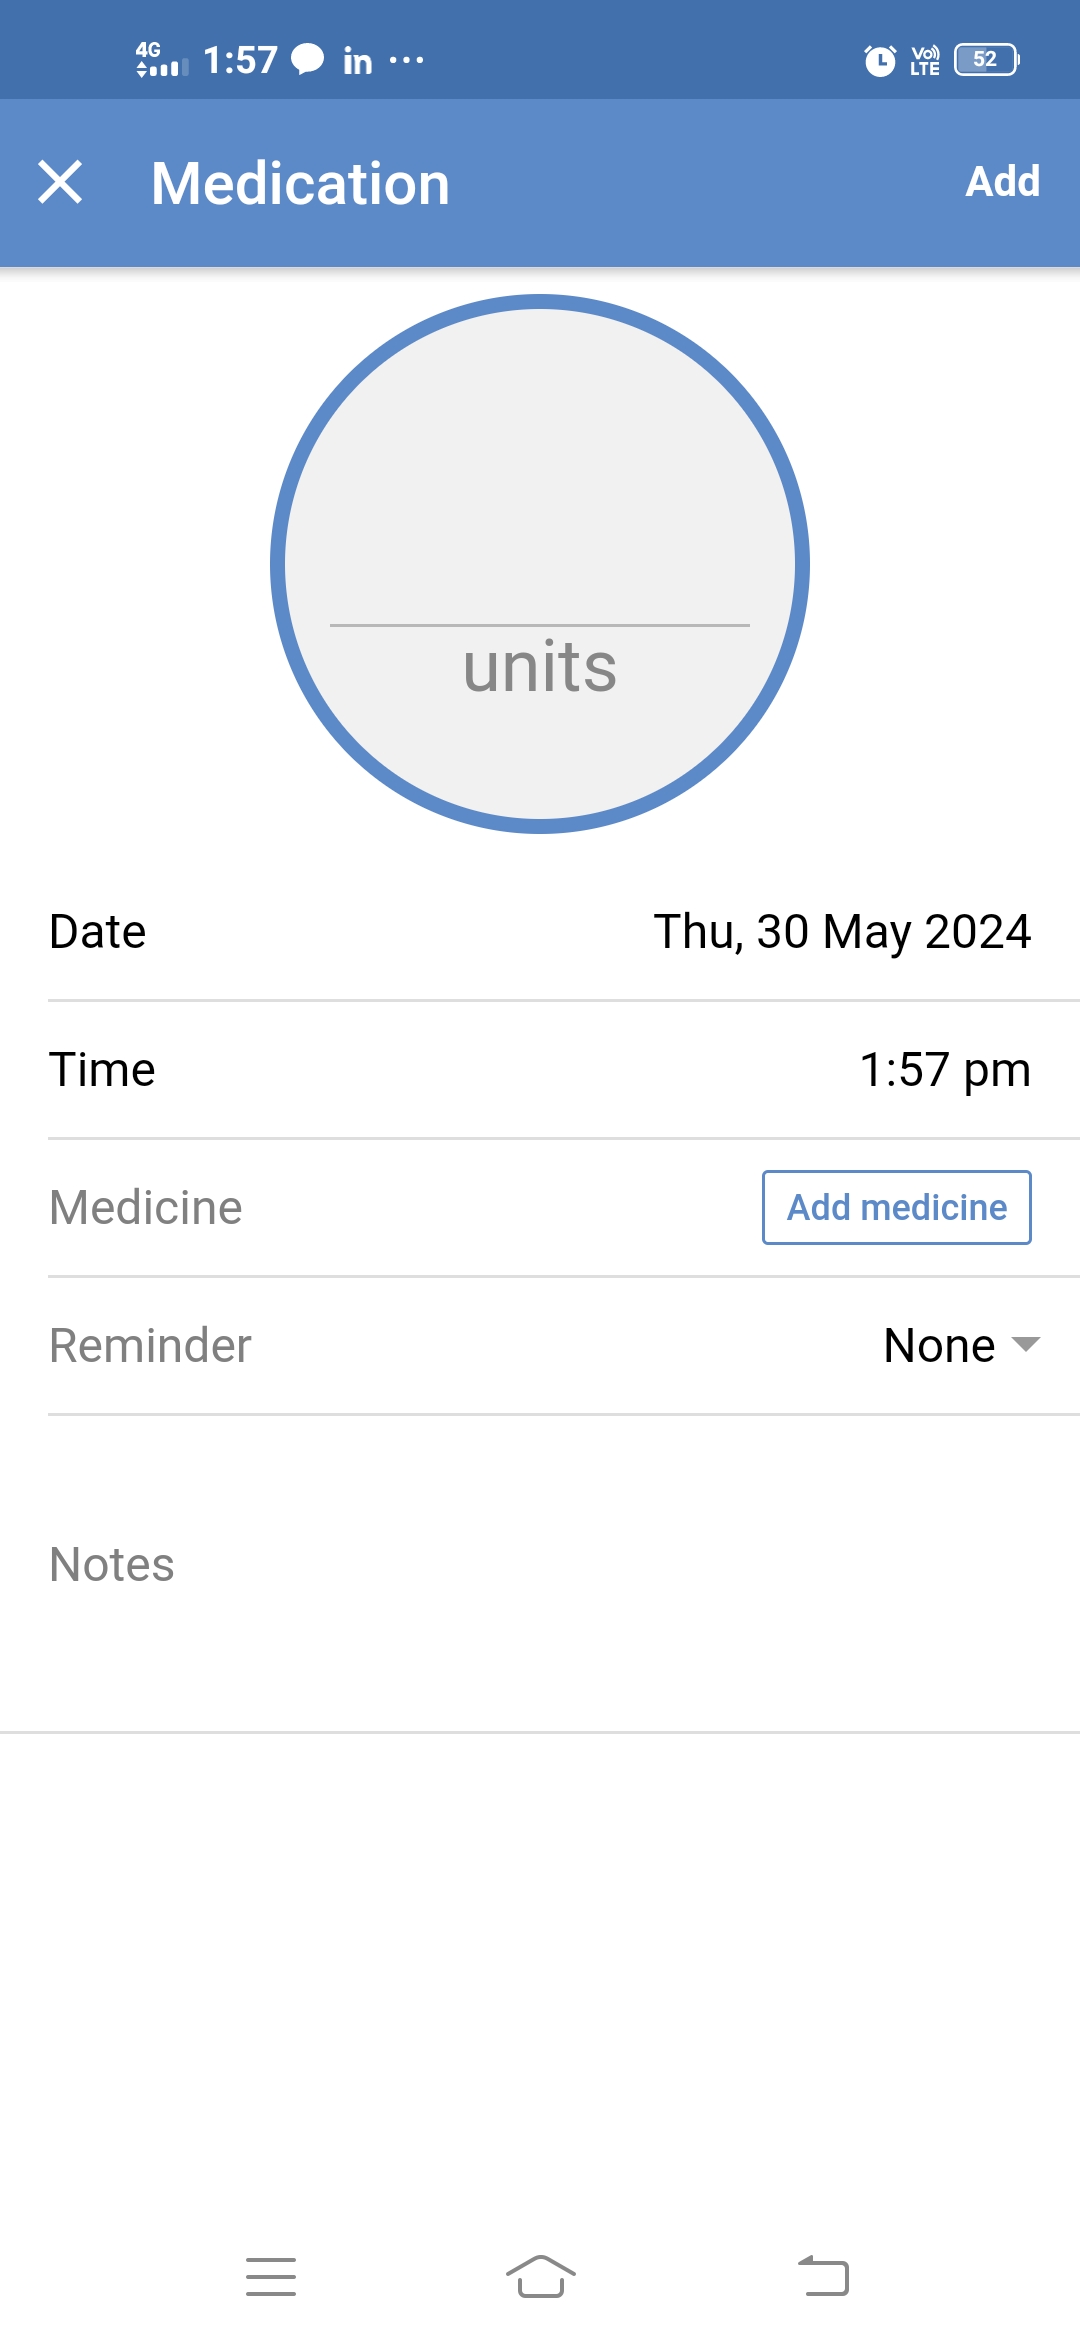 4G 1:57 in ... Vo LTE 52
Medication Add
units
Date Thu, 30 May 2024
Time 1:57 pm
Medicine Add medicine
Reminder None
Notes